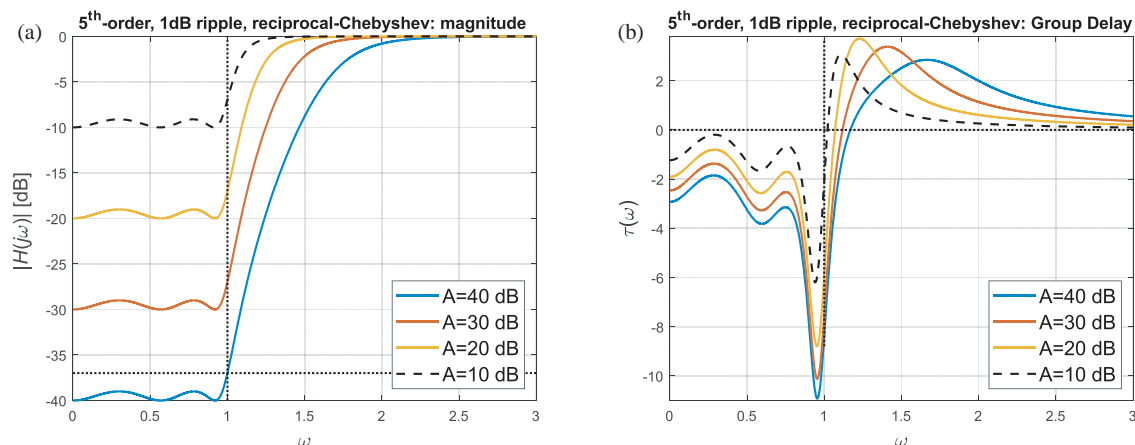 (a)
5th-order, 1dB ripple, reciprocal-Chebyshev: magnitude
|H(jω)| [dB]
0
-5
-10
-15
-20
-25
-30
-35
-40
0
0.5
1
1.5
2
2.5
3
ω
A=40 dB
A=30 dB
A=20 dB
A=10 dB
(b)
5th-order, 1dB ripple, reciprocal-Chebyshev: Group Delay
τ(ω)
2
0
-2
-4
-6
-8
-10
0
0.5
1
1.5
2
2.5
3
ω
A=40 dB
A=30 dB
A=20 dB
A=10 dB